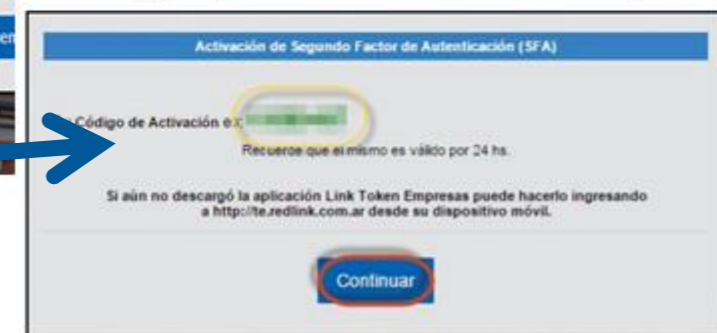 en
Activación de Segundo Factor de Autenticación (SFA)
Código de Activación es:
Recuerde que el mismo es válido por 24 hs.
Si aún no descargó la aplicación Link Token Empresas puede hacerlo ingresando
a http://te.redlink.com.ar desde su dispositivo móvil.
Continuar